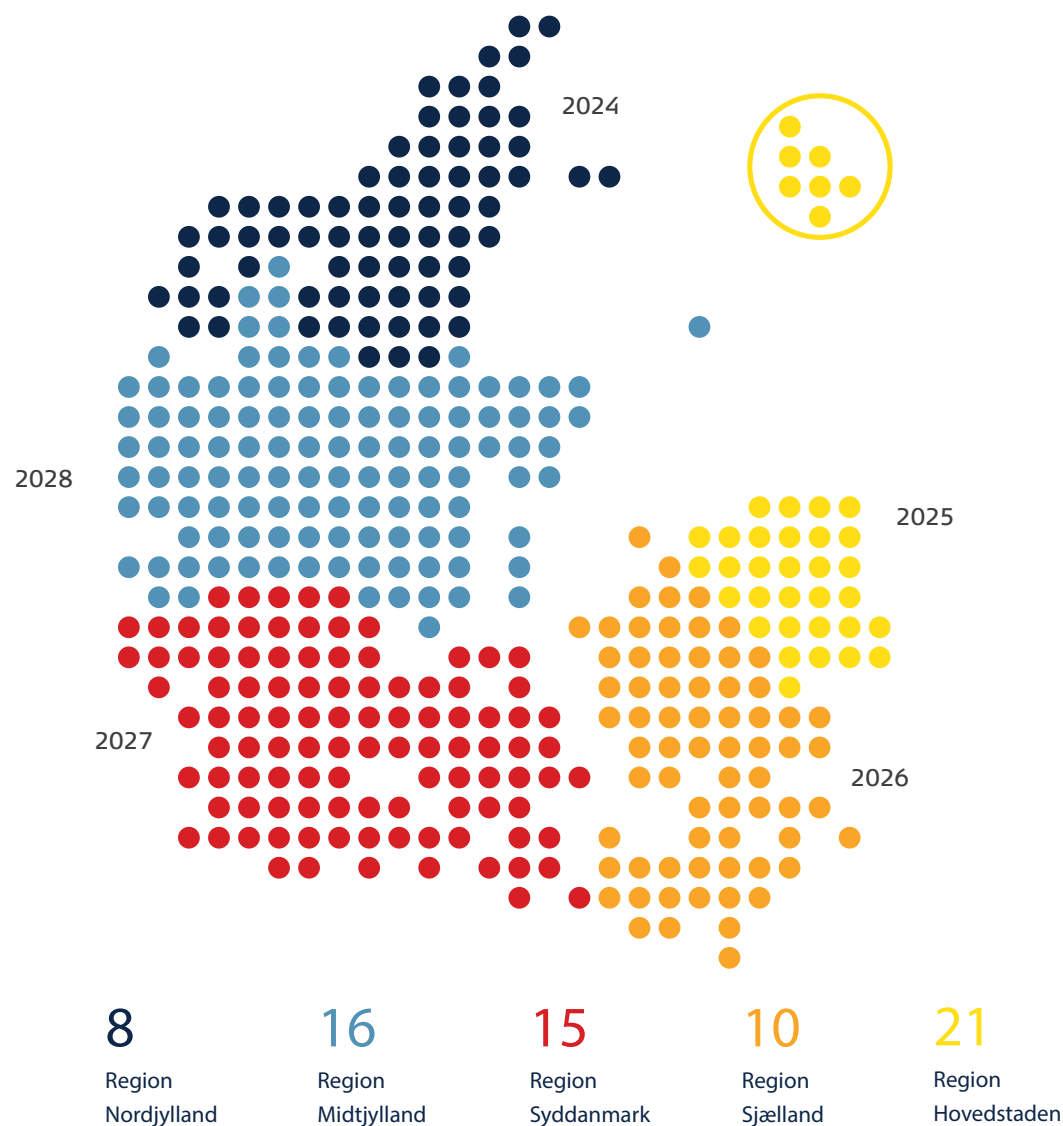 2024
2028
2025
2027
2026
8
Region
Nordjylland
16
Region
Midtjylland
15
Region
Syddanmark
10
Region
Sjælland
21
Region
Hovedstaden